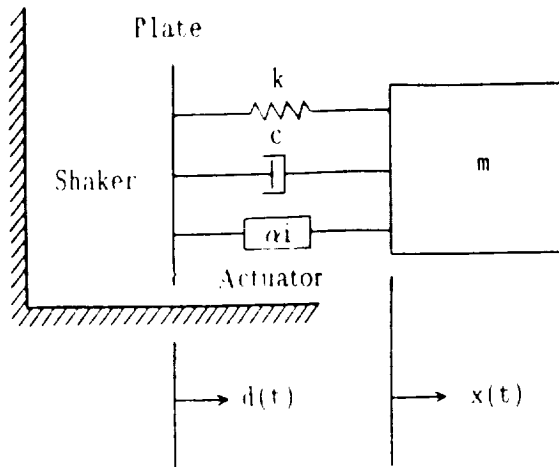 Plate
k
c
Shaker
m
αi
Actuator
d(t)
x(t)